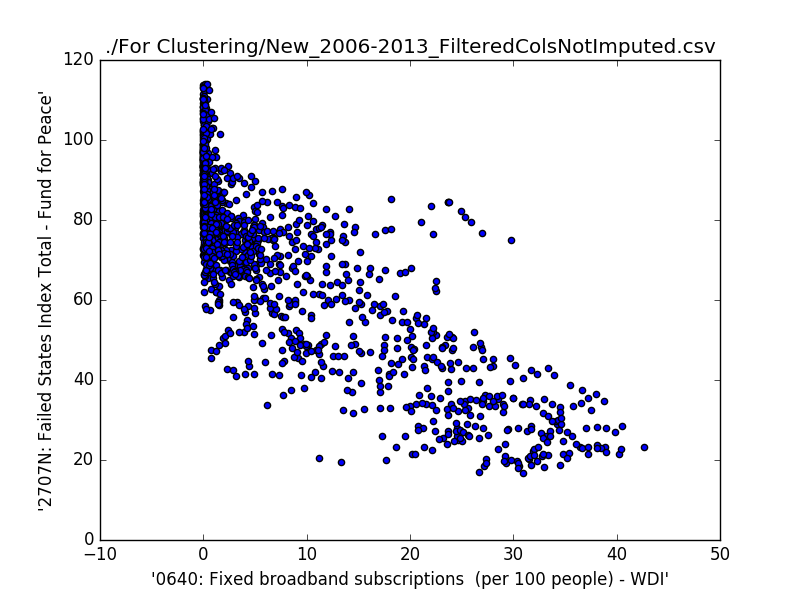 ./For Clustering/New_2006-2013_FilteredColsNotImputed.csv
120
100
80
60
40
20
0
'2707N: Failed States Index Total - Fund for Peace'
−10 0 10 20 30 40 50
'0640: Fixed broadband subscriptions  (per 100 people) - WDI'